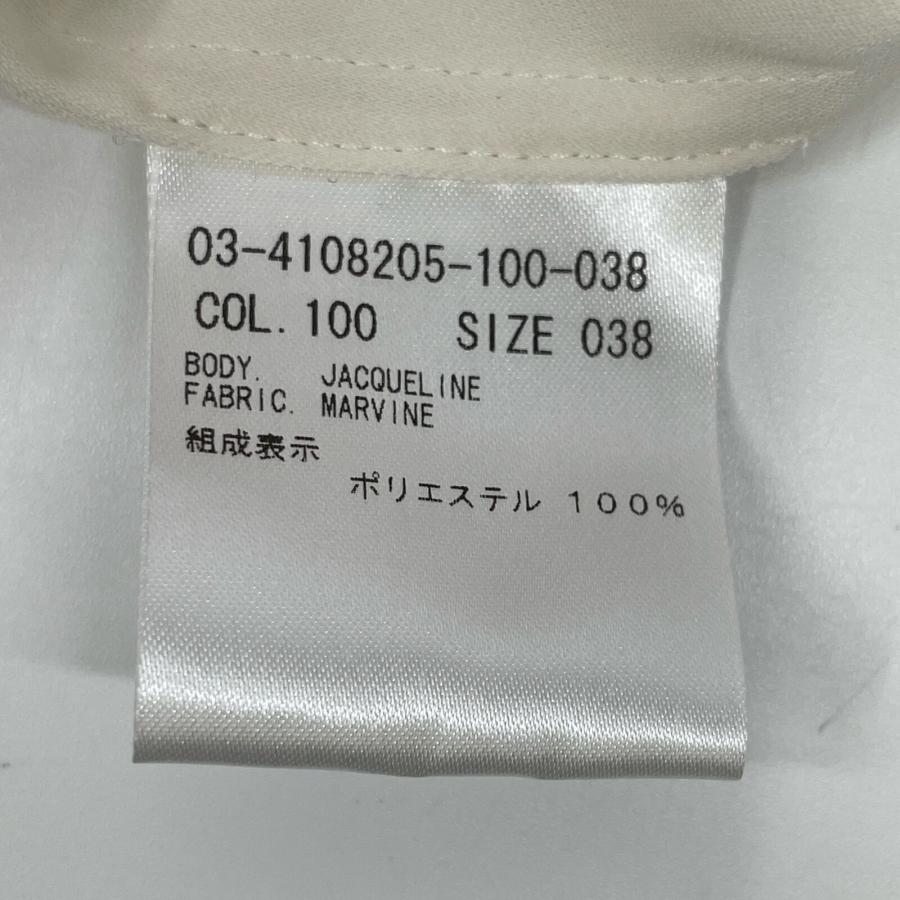 03-4108205-100-038
COL. 100 SIZE 038
BODY. JACQUELINE
FABRIC. MARVINE
組成表示
ポリエステル １００％